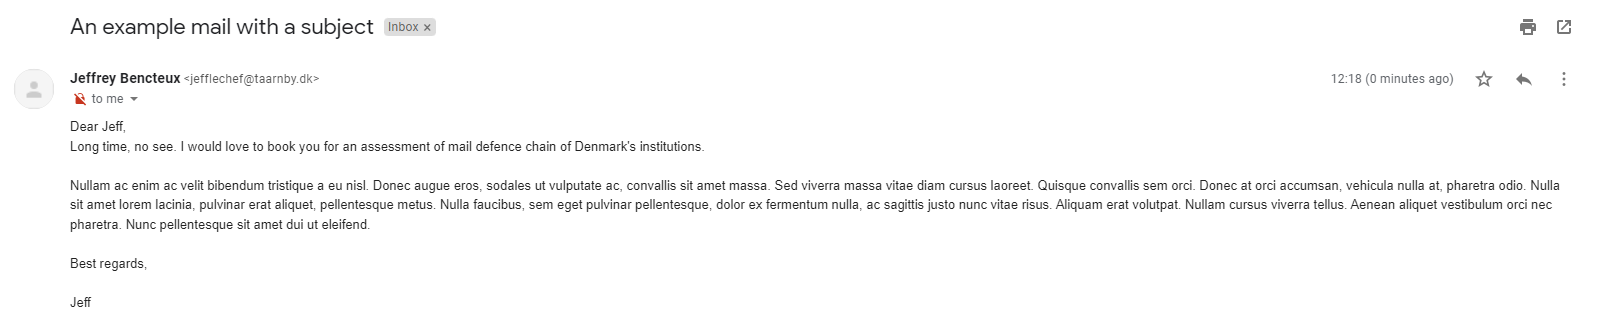 An example mail with a subject Inbox ×
Jeffrey Bencteux <jefflechef@taarnby.dk> 12:18 (0 minutes ago)
to me
Dear Jeff,
Long time, no see. I would love to book you for an assessment of mail defence chain of Denmark's institutions.
Nullam ac enim ac velit bibendum tristique a eu nisl. Donec augue eros, sodales ut vulputate ac, convallis sit amet massa. Sed viverra massa vitae diam cursus laoreet. Quisque convallis sem orci. Donec at orci accumsan, vehicula nulla at, pharetra odio. Nulla
sit amet lorem lacinia, pulvinar erat aliquet, pellentesque metus. Nulla faucibus, sem eget pulvinar pellentesque, dolor ex fermentum nulla, ac sagittis justo nunc vitae risus. Aliquam erat volutpat. Nullam cursus viverra tellus. Aenean aliquet vestibulum orci nec
pharetra. Nunc pellentesque sit amet dui ut eleifend.
Best regards,
Jeff